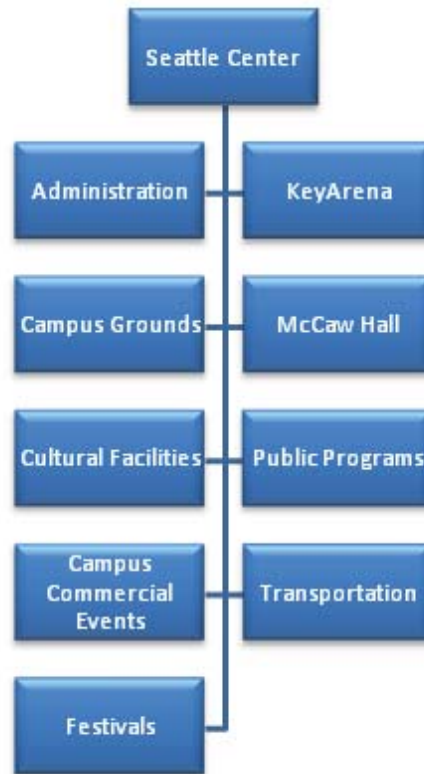 Seattle Center
Administration
KeyArena
Campus Grounds
McCaw Hall
Cultural Facilities
Public Programs
Campus
Commercial
Events
Transportation
Festivals